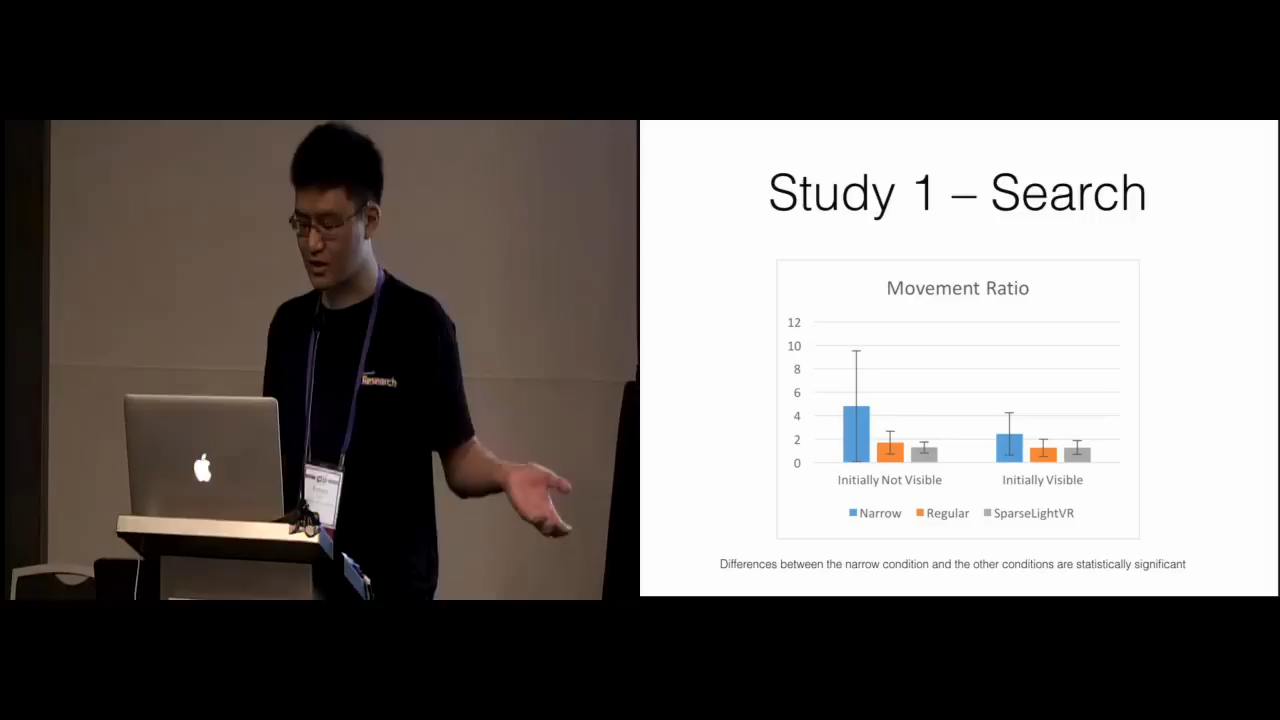 Research
Study 1 – Search
Movement Ratio
12
10
8
6
4
2
0
Initially Not Visible
Initially Visible
Narrow
Regular
SparseLightVR
Differences between the narrow condition and the other conditions are statistically significant